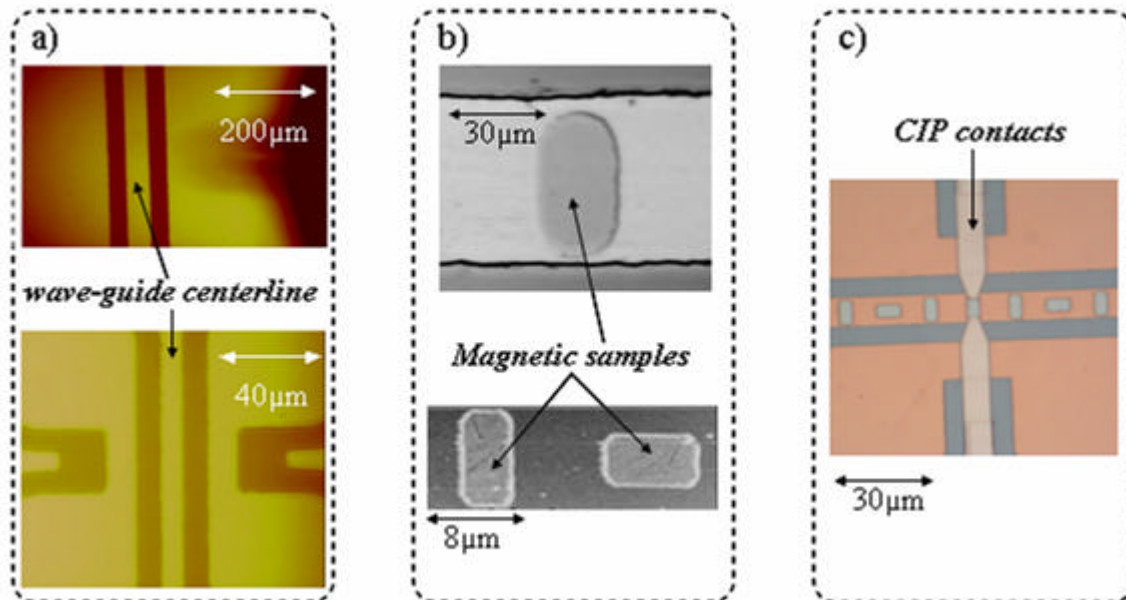 a)
200μm
wave-guide centerline
40μm
b)
30μm
Magnetic samples
8μm
c)
CIP contacts
30μm